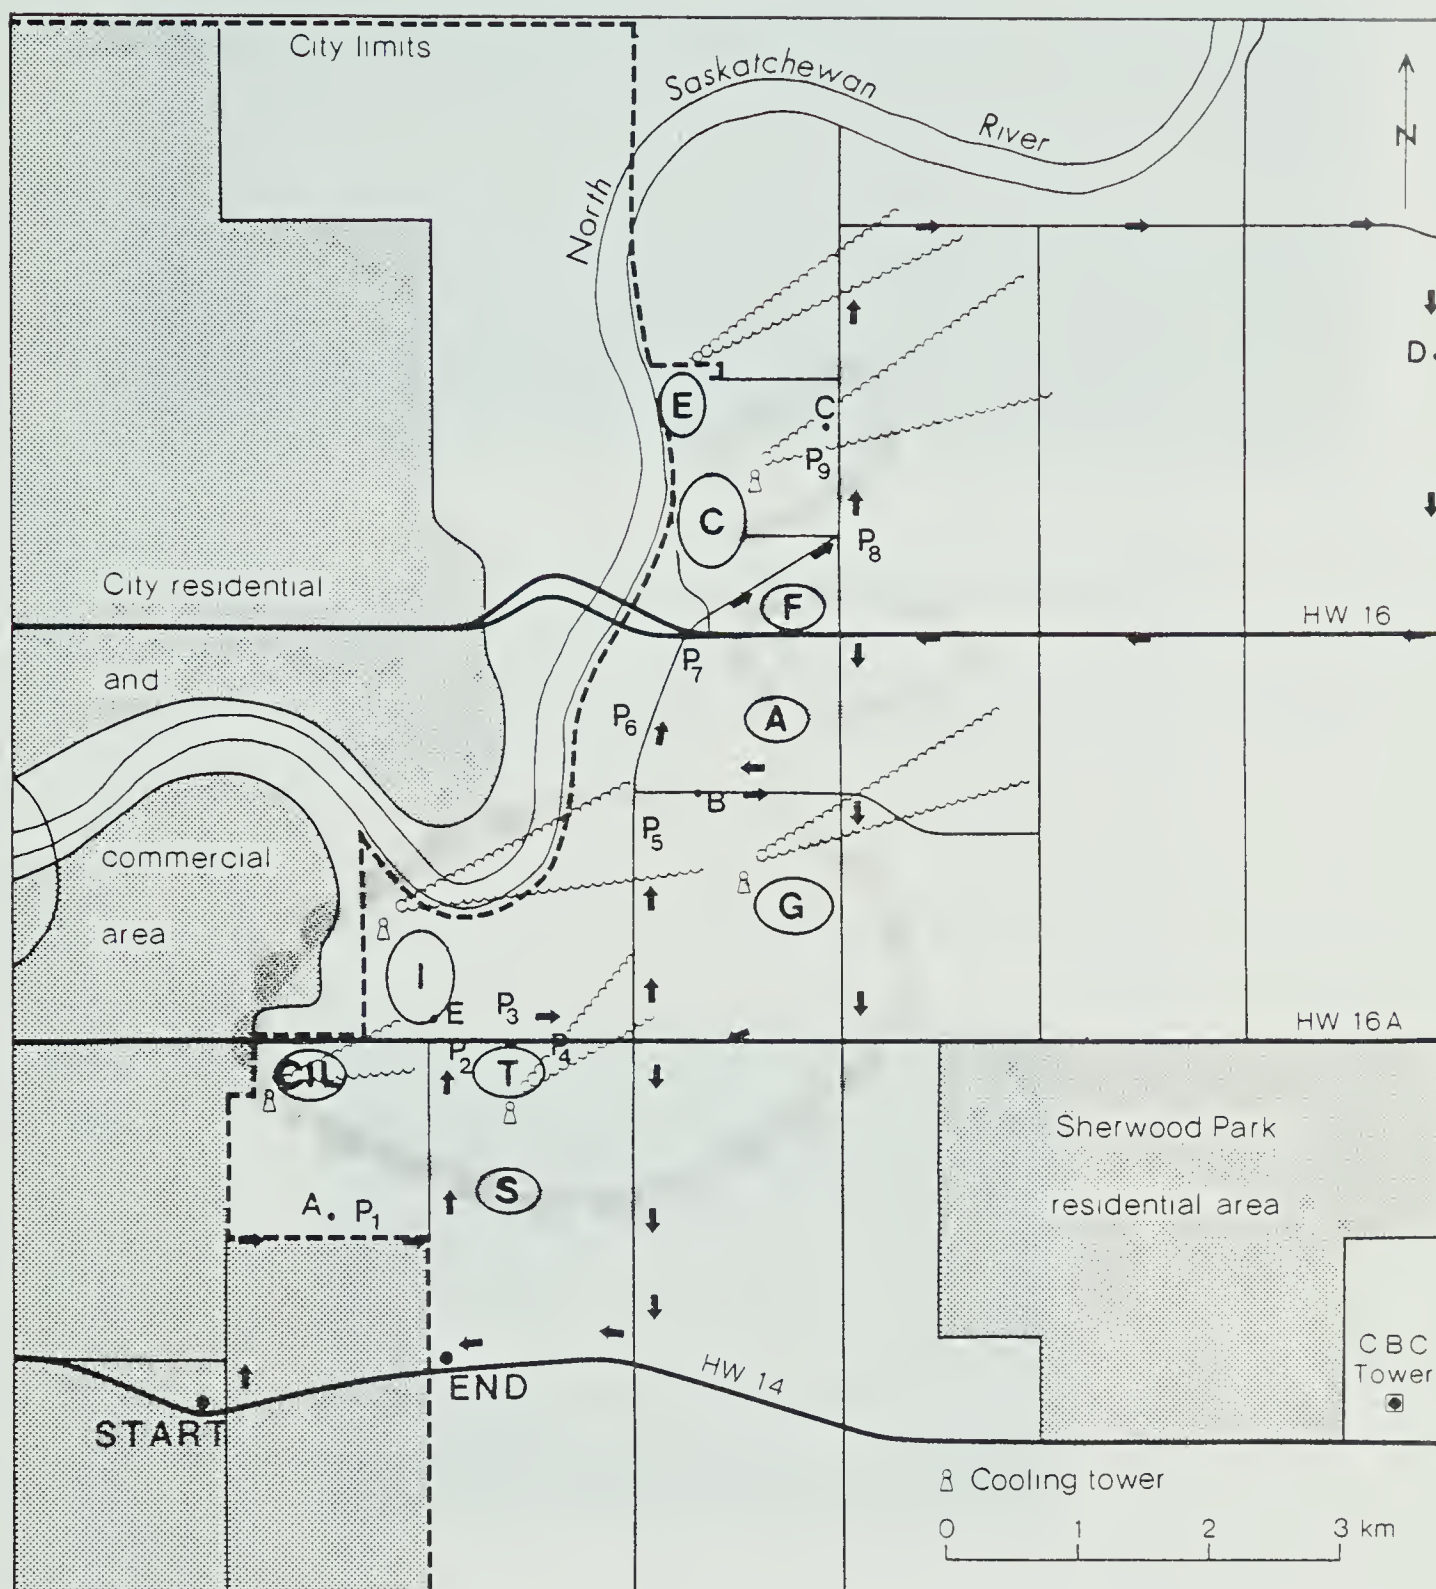 City limits
Saskatchewan
River
North
N
E
C
D.
P₉
C
P₈
City residential
F
HW 16
and
P₇
P₆
A
B
commercial
P₅
area
G
I
E
P₃
HW 16A
P₂
T
P₄
CIL
Sherwood Park
residential area
S
A. P₁
CBC
Tower
HW 14
END
START
Cooling tower
0 1 2 3 km